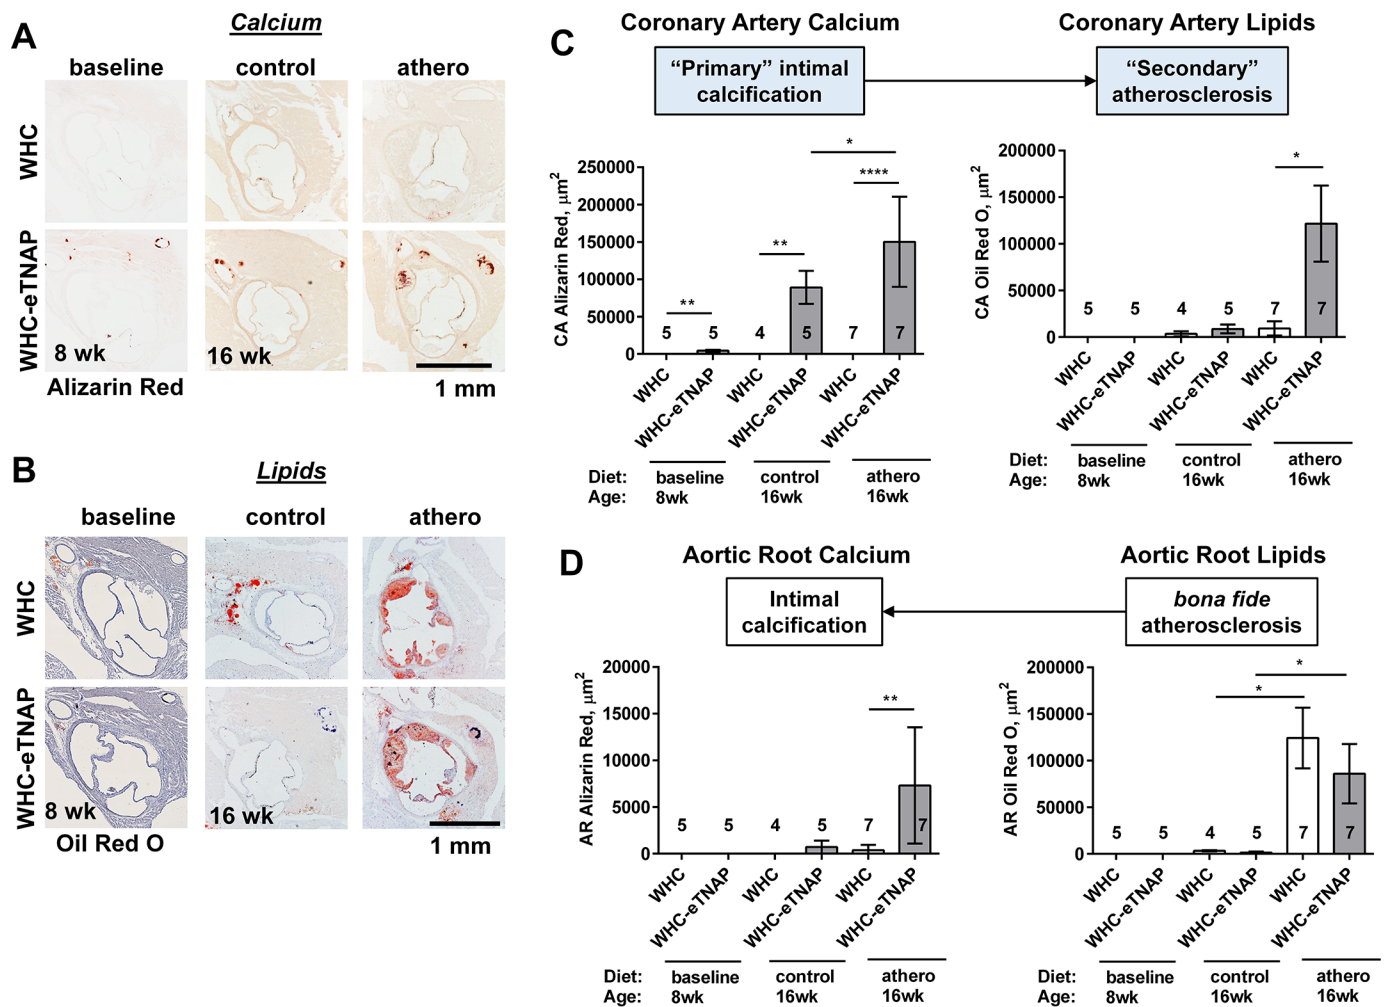 A
Calcium
baseline control athero
WHC
WHC-eTNAP
8 wk 16 wk
Alizarin Red 1 mm
B
Lipids
baseline control athero
WHC
WHC-eTNAP
8 wk 16 wk
Oil Red O 1 mm
C
Coronary Artery Calcium
“Primary” intimal
calcification
CA Alizarin Red, µm2
250000
200000
150000
100000
50000
0
** ** **** *
5 5 4 5 7 7
WHC WHC-eTNAP WHC WHC-eTNAP WHC WHC-eTNAP
Diet: baseline control athero
Age: 8wk 16wk 16wk
Coronary Artery Lipids
“Secondary”
atherosclerosis
CA Oil Red O, µm2
200000
150000
100000
50000
0
*
5 5 4 5 7 7
WHC WHC-eTNAP WHC WHC-eTNAP WHC WHC-eTNAP
Diet: baseline control athero
Age: 8wk 16wk 16wk
D
Aortic Root Calcium
Intimal
calcification
AR Alizarin Red, µm2
20000
15000
10000
5000
0
**
5 5 4 5 7 7
WHC WHC-eTNAP WHC WHC-eTNAP WHC WHC-eTNAP
Diet: baseline control athero
Age: 8wk 16wk 16wk
Aortic Root Lipids
bona fide
atherosclerosis
AR Oil Red O, µm2
200000
150000
100000
50000
0
* *
5 5 4 5 7 7
WHC WHC-eTNAP WHC WHC-eTNAP WHC WHC-eTNAP
Diet: baseline control athero
Age: 8wk 16wk 16wk